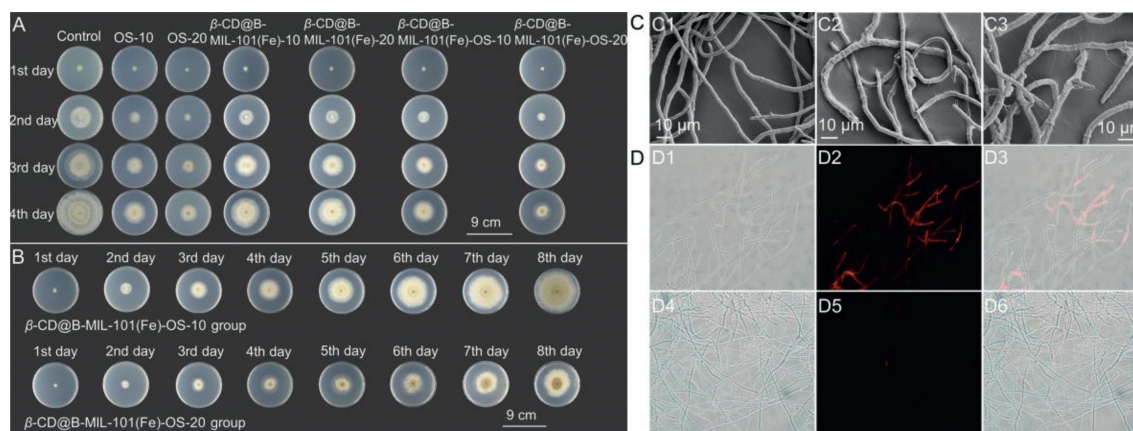 A
Control
OS-10
OS-20
β-CD@B-
MIL-101(Fe)-10
β-CD@B-
MIL-101(Fe)-20
β-CD@B-
MIL-101(Fe)-OS-10
β-CD@B-
MIL-101(Fe)-OS-20
1st day
2nd day
3rd day
4th day
9 cm
B
1st day 2nd day 3rd day 4th day 5th day 6th day 7th day 8th day
β-CD@B-MIL-101(Fe)-OS-10 group
1st day 2nd day 3rd day 4th day 5th day 6th day 7th day 8th day
β-CD@B-MIL-101(Fe)-OS-20 group
9 cm
C
C1
10 μm
C2
10 μm
C3
10 μm
D
D1
D2
D3
D4
D5
D6